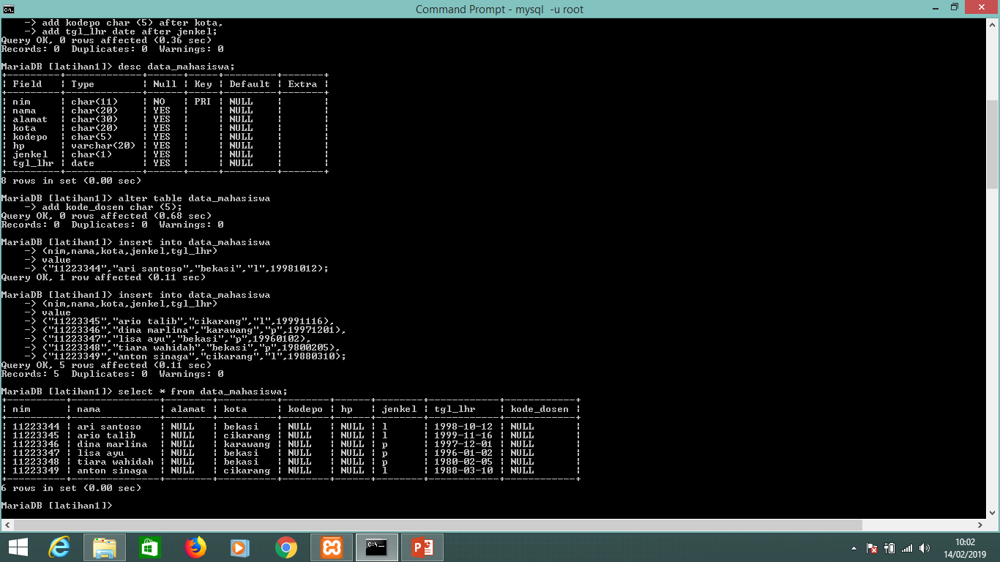 Command Prompt - mysql  -u root
    -> add kodepo char (5) after kota,
    -> add tgl_lhr date after jenkel;
Query OK, 0 rows affected (0.36 sec)
Records: 0  Duplicates: 0  Warnings: 0
MariaDB [latihan1]> desc data_mahasiswa;
+----------+-------------+------+-----+---------+-------+
| Field    | Type        | Null | Key | Default | Extra |
+----------+-------------+------+-----+---------+-------+
| nim      | char(11)    | NO   | PRI | NULL    |       |
| nama     | char(20)    | YES  |     | NULL    |       |
| alamat   | char(30)    | YES  |     | NULL    |       |
| kota     | char(20)    | YES  |     | NULL    |       |
| kodepo   | char(5)     | YES  |     | NULL    |       |
| hp       | varchar(20) | YES  |     | NULL    |       |
| jenkel   | char(1)     | YES  |     | NULL    |       |
| tgl_lhr  | date        | YES  |     | NULL    |       |
+----------+-------------+------+-----+---------+-------+
8 rows in set (0.00 sec)
MariaDB [latihan1]> alter table data_mahasiswa
    -> add kode_dosen char (5);
Query OK, 0 rows affected (0.68 sec)
Records: 0  Duplicates: 0  Warnings: 0
MariaDB [latihan1]> insert into data_mahasiswa
    -> (nim,nama,kota,jenkel,tgl_lhr)
    -> value
    -> ("11223344","ari santoso","bekasi","l",19981012);
Query OK, 1 row affected (0.11 sec)
MariaDB [latihan1]> insert into data_mahasiswa
    -> (nim,nama,kota,jenkel,tgl_lhr)
    -> value
    -> ("11223345","ario talib","cikarang","l",19991116),
    -> ("11223346","dina marlina","karawang","p",19971201),
    -> ("11223347","lisa ayu","bekasi","p",19960102),
    -> ("11223348","tiara wahidah","bekasi","p",19800205),
    -> ("11223349","anton sinaga","cikarang","l",19880310);
Query OK, 5 rows affected (0.11 sec)
Records: 5  Duplicates: 0  Warnings: 0
MariaDB [latihan1]> select * from data_mahasiswa;
+----------+---------------+--------+----------+--------+------+--------+------------+------------+
| nim      | nama          | alamat | kota     | kodepo | hp   | jenkel | tgl_lhr    | kode_dosen |
+----------+---------------+--------+----------+--------+------+--------+------------+------------+
| 11223344 | ari santoso   | NULL   | bekasi   | NULL   | NULL | l      | 1998-10-12 | NULL       |
| 11223345 | ario talib    | NULL   | cikarang | NULL   | NULL | l      | 1999-11-16 | NULL       |
| 11223346 | dina marlina  | NULL   | karawang | NULL   | NULL | p      | 1997-12-01 | NULL       |
| 11223347 | lisa ayu      | NULL   | bekasi   | NULL   | NULL | p      | 1996-01-02 | NULL       |
| 11223348 | tiara wahidah | NULL   | bekasi   | NULL   | NULL | p      | 1980-02-05 | NULL       |
| 11223349 | anton sinaga  | NULL   | cikarang | NULL   | NULL | l      | 1988-03-10 | NULL       |
+----------+---------------+--------+----------+--------+------+--------+------------+------------+
6 rows in set (0.00 sec)
MariaDB [latihan1]>
10:02
14/02/2019